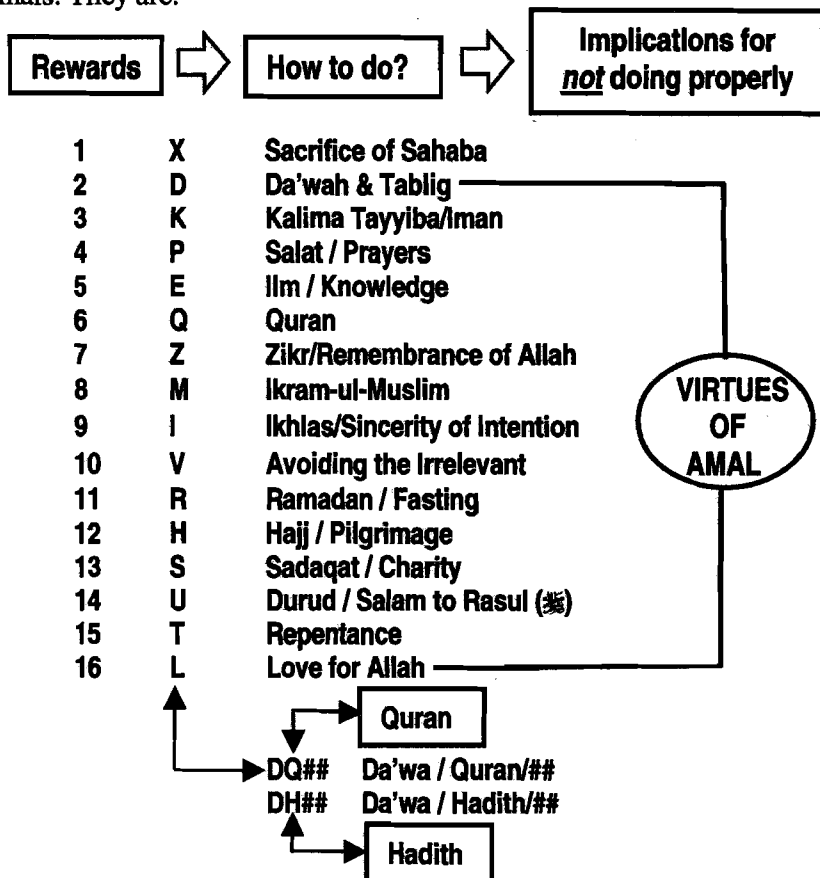 They are:
Rewards How to do? Implications for
not doing properly
1 X Sacrifice of Sahaba
2 D Da'wah & Tablig
3 K Kalima Tayyiba/Iman
4 P Salat / Prayers
5 E Ilm / Knowledge
6 Q Quran
7 Z Zikr/Remembrance of Allah
8 M Ikram-ul-Muslim
9 I Ikhlas/Sincerity of Intention
10 V Avoiding the Irrelevant
11 R Ramadan / Fasting
12 H Hajj / Pilgrimage
13 S Sadaqat / Charity
14 U Durud / Salam to Rasul (ﷺ)
15 T Repentance
16 L Love for Allah
VIRTUES
OF
AMAL
Quran
DQ## Da'wa / Quran/##
DH## Da'wa / Hadith/##
Hadith